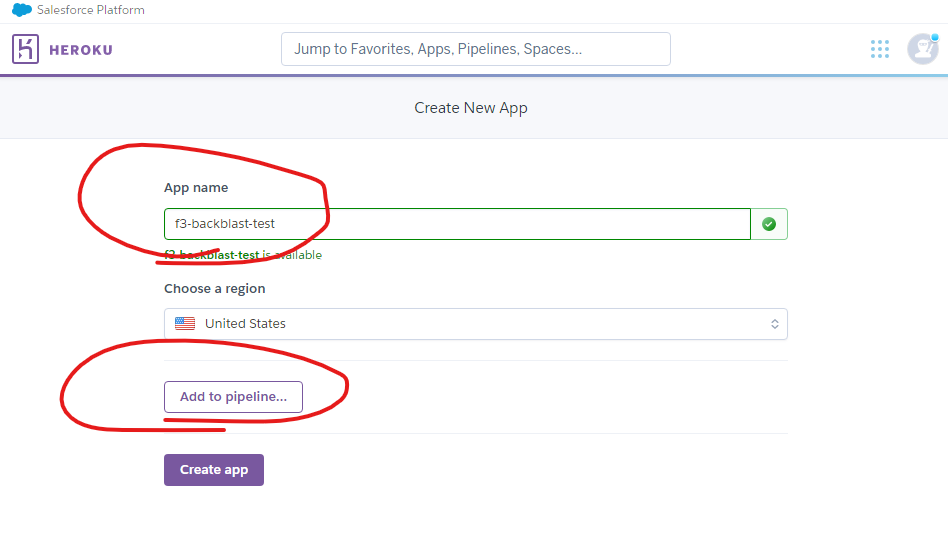 Salesforce Platform
HEROKU
Jump to Favorites, Apps, Pipelines, Spaces...
Create New App
App name
f3-backblast-test
f3-backblast-test is available
Choose a region
United States
Add to pipeline...
Create app